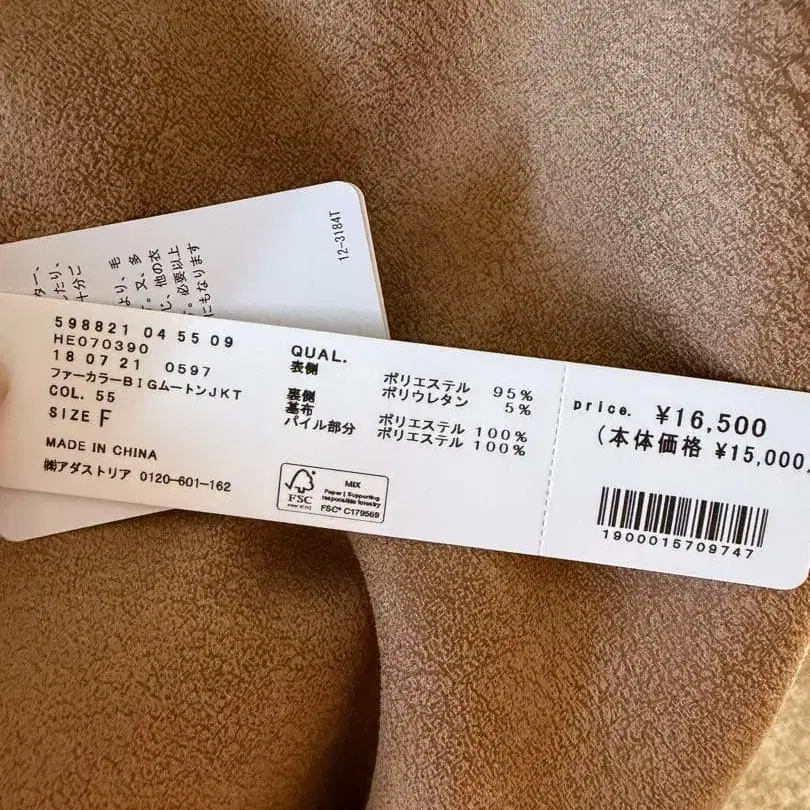 12-3184T
598821 04 55 09
HE070390
18 07 21 0597
ファーカラーBIGムートンJKT
COL. 55
SIZE F
MADE IN CHINA
㈱アダストリア 0120-601-162
QUAL.
表側
ポリエステル 95%
ポリウレタン 5%
裏側
基布 ポリエステル 100%
パイル部分 ポリエステル 100%
FSC
MIX
Paper | Supporting
responsible forestry
FSC® C179569
price. ¥16,500
(本体価格 ¥15,000
1900015709747